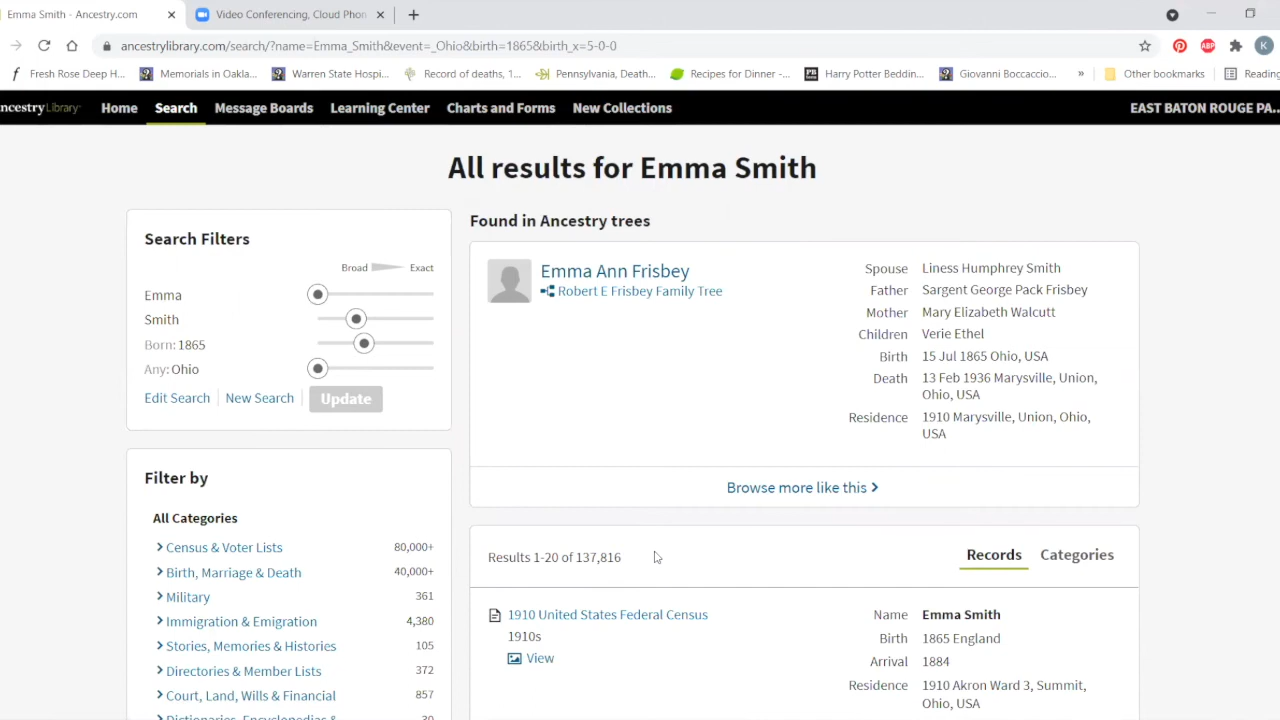 Emma Smith - Ancestry.com
Video Conferencing, Cloud Phon
ancestrylibrary.com/search/?name=Emma_Smith&event=_Ohio&birth=1865&birth_x=5-0-0
ABP
K
Fresh Rose Deep H...
Memorials in Oakla...
Warren State Hospi...
Record of deaths, 1...
Pennsylvania, Death...
Recipes for Dinner -...
PB
Harry Potter Beddin...
Giovanni Boccaccio...
»
Other bookmarks
Reading
ncestryLibrary
Home
Search
Message Boards
Learning Center
Charts and Forms
New Collections
EAST BATON ROUGE PA...
All results for Emma Smith
Search Filters
Broad
Exact
Emma
Smith
Born: 1865
Any: Ohio
Edit Search
New Search
Update
Filter by
All Categories
Census & Voter Lists 80,000+
Birth, Marriage & Death 40,000+
Military 361
Immigration & Emigration 4,380
Stories, Memories & Histories 105
Directories & Member Lists 372
Court, Land, Wills & Financial 857
Dictionaries, Encyclopedias & 30
Found in Ancestry trees
Emma Ann Frisbey
Robert E Frisbey Family Tree
Spouse Liness Humphrey Smith
Father Sargent George Pack Frisbey
Mother Mary Elizabeth Walcutt
Children Verie Ethel
Birth 15 Jul 1865 Ohio, USA
Death 13 Feb 1936 Marysville, Union,
Ohio, USA
Residence 1910 Marysville, Union, Ohio,
USA
Browse more like this
Results 1-20 of 137,816
Records
Categories
1910 United States Federal Census
1910s
View
Name Emma Smith
Birth 1865 England
Arrival 1884
Residence 1910 Akron Ward 3, Summit,
Ohio, USA